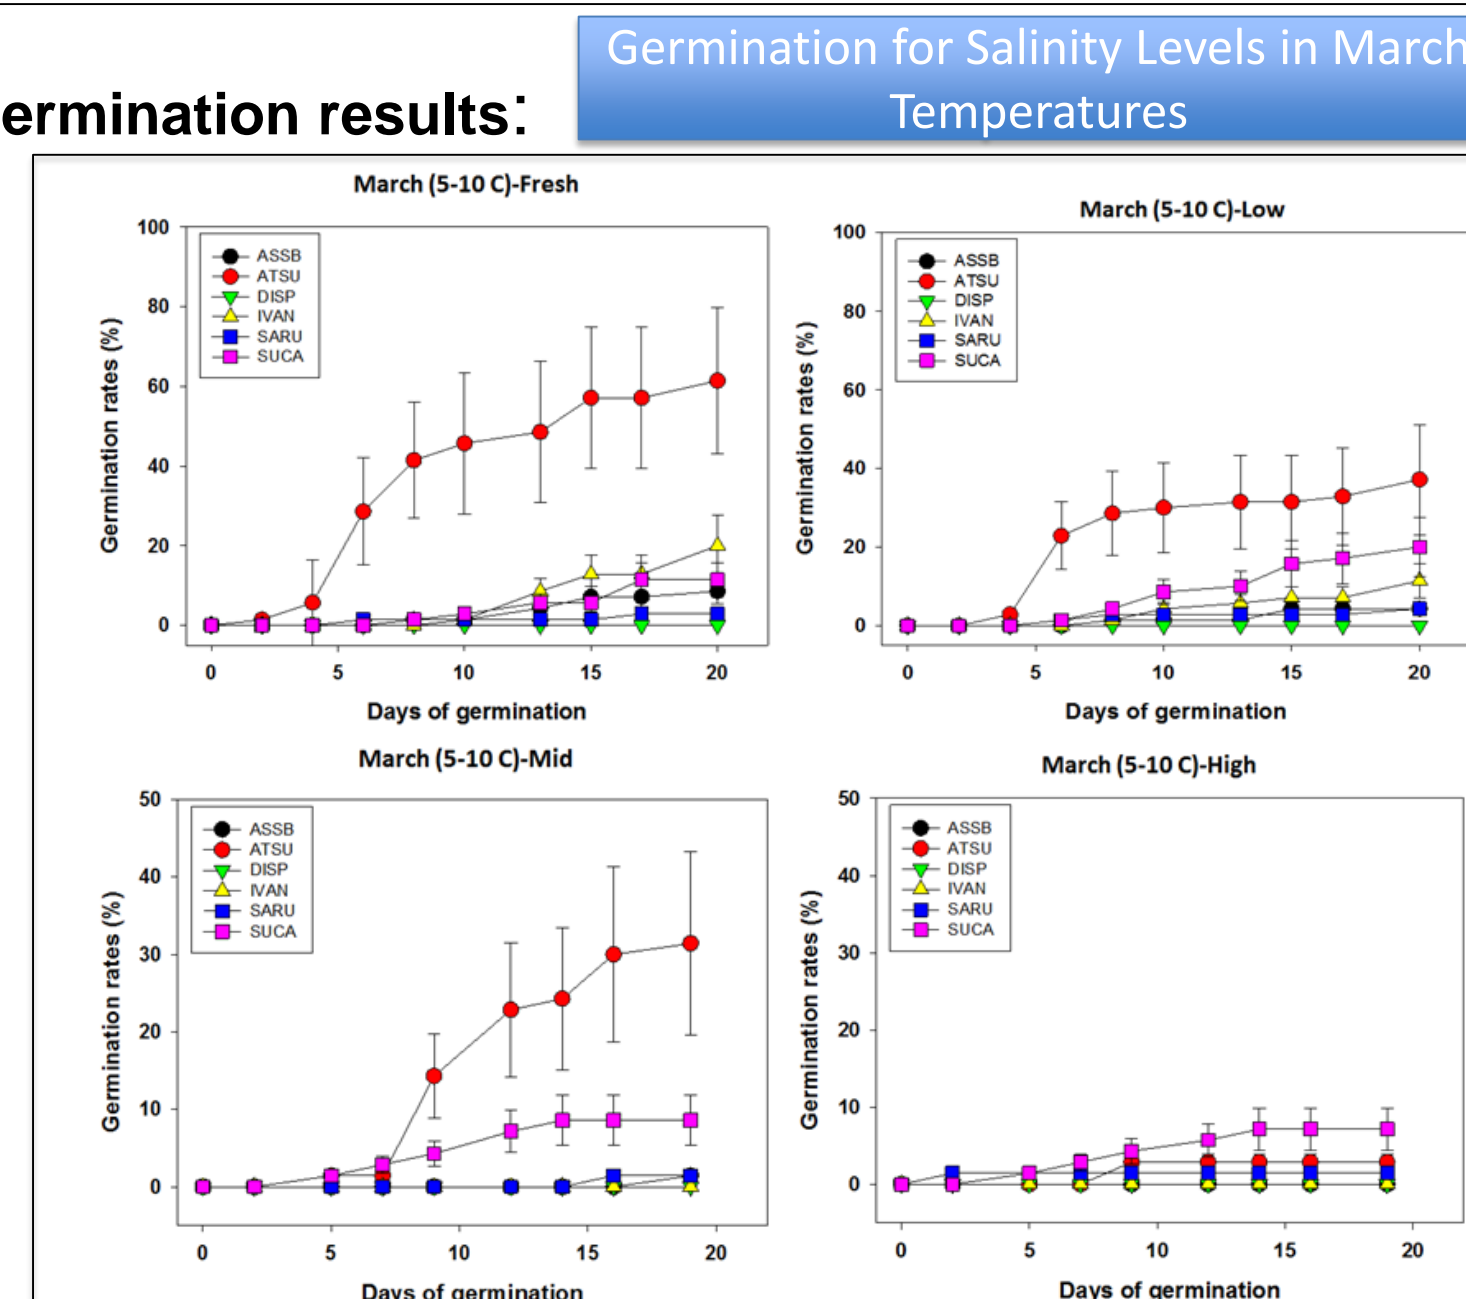 Germination for Salinity Levels in March
Temperatures
ermination results:
March (5-10 C)-Fresh
100
80
60
40
20
0
Germination rates (%)
ASSB
ATSU
DISP
IVAN
SARU
SUCA
0 5 10 15 20
Days of germination
March (5-10 C)-Low
100
80
60
40
20
0
Germination rates (%)
ASSB
ATSU
DISP
IVAN
SARU
SUCA
0 5 10 15 20
Days of germination
March (5-10 C)-Mid
50
40
30
20
10
0
Germination rates (%)
ASSB
ATSU
DISP
IVAN
SARU
SUCA
0 5 10 15 20
Days of germination
March (5-10 C)-High
50
40
30
20
10
0
Germination rates (%)
ASSB
ATSU
DISP
IVAN
SARU
SUCA
0 5 10 15 20
Days of germination